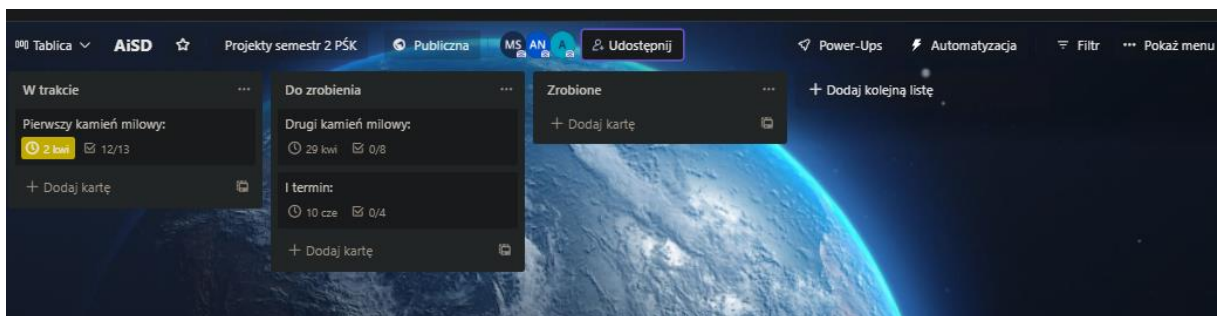 Tablica AiSD Projekty semestr 2 PŚK Publiczna MS AN A Udostępnij Power-Ups Automatyzacja Filtr Pokaż menu
W trakcie
Pierwszy kamień milowy:
2 kwi 12/13
+ Dodaj kartę
Do zrobienia
Drugi kamień milowy:
29 kwi 0/8
I termin:
10 cze 0/4
+ Dodaj kartę
Zrobione
+ Dodaj kartę
+ Dodaj kolejną listę